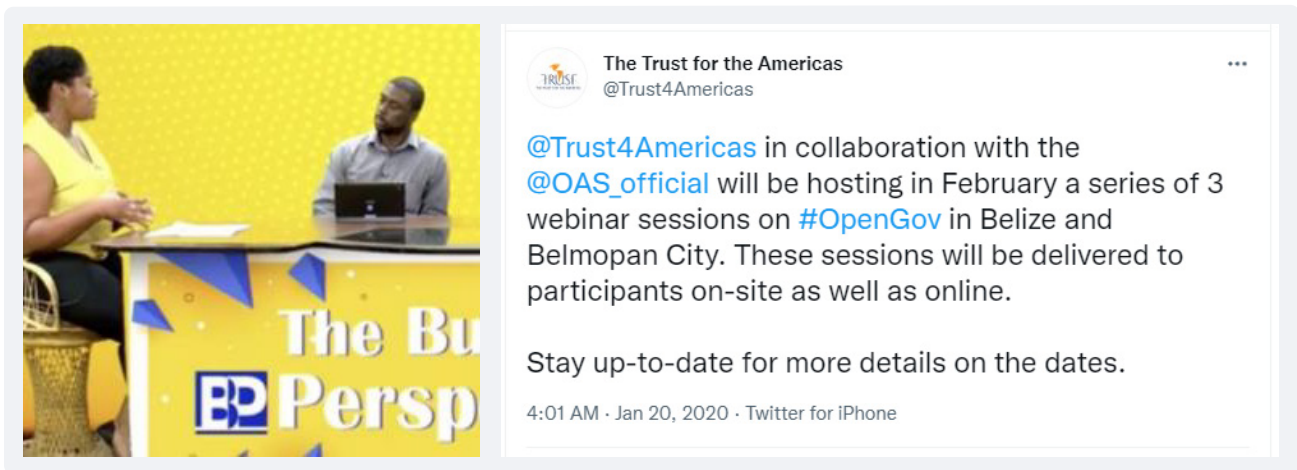 The Bu
BP Persp
TRUST
The Trust for the Americas
@Trust4Americas
@Trust4Americas in collaboration with the
@OAS_official will be hosting in February a series of 3
webinar sessions on #OpenGov in Belize and
Belmopan City. These sessions will be delivered to
participants on-site as well as online.
Stay up-to-date for more details on the dates.
4:01 AM · Jan 20, 2020 · Twitter for iPhone